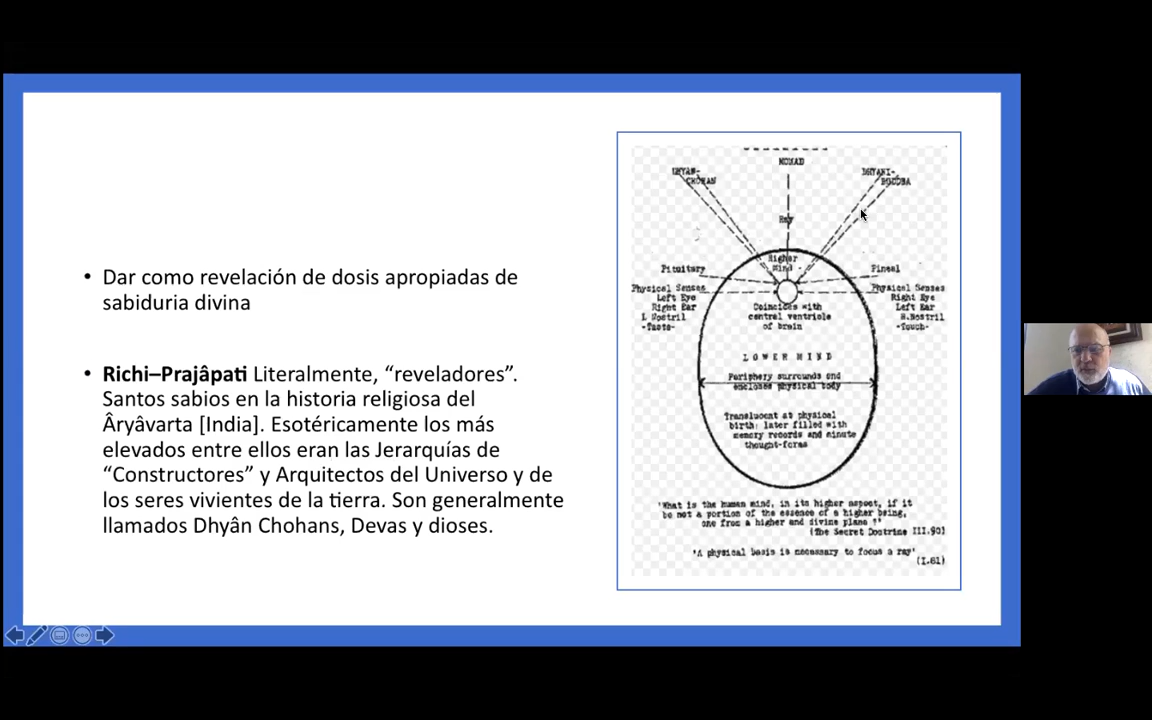 Dar como revelación de dosis apropiadas de
sabiduria divina
Richi–Prajâpati Literalmente, “reveladores”.
Santos sabios en la historia religiosa del
Âryâvarta [India]. Esotéricamente los más
elevados entre ellos eran las Jerarquías de
“Constructores” y Arquitectos del Universo y de
los seres vivientes de la tierra. Son generalmente
llamados Dhyân Chohans, Devas y dioses.
MONAD
DHYAN-
CHOHAN
DHYANI-
BUDDHA
Ray
Higher
Mind
Pituitary
Pineal
Physical Senses
Left Eye
Right Ear
L Nostril
-Taste-
Physical Senses
Right Eye
Left Ear
R.Nostril
-Touch-
Coincides with
central ventricle
of brain
LOWER MIND
Periphery surrounds and
encloses physical body
Translucent at physical
birth: later filled with
memory records and minute
thought-forms
'What is the human mind, in its higher aspect, if it
be not a portion of the essence of a higher being,
one from a higher and divine plane ?'
(The Secret Doctrine III.90)
'A physical basis is necessary to focus a ray'
(I.61)